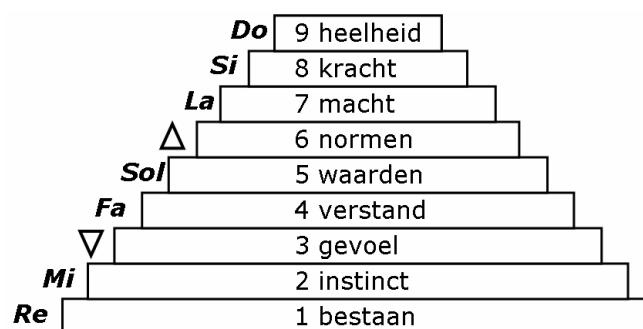 Do 9 heelheid
Si 8 kracht
La 7 macht
6 normen
Sol 5 waarden
Fa 4 verstand
3 gevoel
Mi 2 instinct
Re 1 bestaan